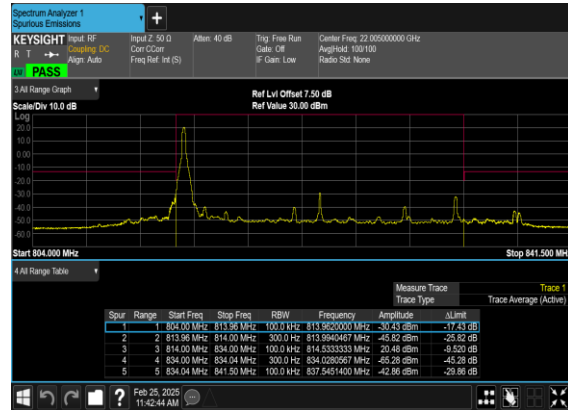 Spectrum Analyzer 1
Spurious Emissions
+
KEYSIGHT
R T
LW
PASS
Input: RF
Coupling: DC
Align: Auto
Input Z: 50 Ω
Corr CCorr
Freq Ref: Int (S)
Atten: 40 dB
Trig: Free Run
Gate: Off
IF Gain: Low
Center Freq: 22.005000000 GHz
Avg|Hold: 100/100
Radio Std: None
3 All Range Graph
Scale/Div 10.0 dB
Ref Lvl Offset 7.50 dB
Ref Value 30.00 dBm
Log
20.0
10.0
0.00
-10.0
-20.0
-30.0
-40.0
-50.0
-60.0
Start 804.000 MHz
Stop 841.500 MH
4 All Range Table
Measure Trace Trace 1
Trace Type Trace Average (Active)
Spur Range Start Freq Stop Freq RBW Frequency Amplitude ΔLimit
1 1 804.00 MHz 813.96 MHz 100.0 kHz 813.9620000 MHz -30.43 dBm -17.43 dB
2 2 813.96 MHz 814.00 MHz 300.0 Hz 813.9940467 MHz -45.82 dBm -25.82 dB
3 3 814.00 MHz 834.00 MHz 100.0 kHz 814.5333333 MHz 20.48 dBm -9.520 dB
4 4 834.00 MHz 834.04 MHz 300.0 Hz 834.0280567 MHz -65.28 dBm -45.28 dB
5 5 834.04 MHz 841.50 MHz 100.0 kHz 837.5451400 MHz -42.86 dBm -29.86 dB
?
Feb 25, 2025
11:42:44 AM